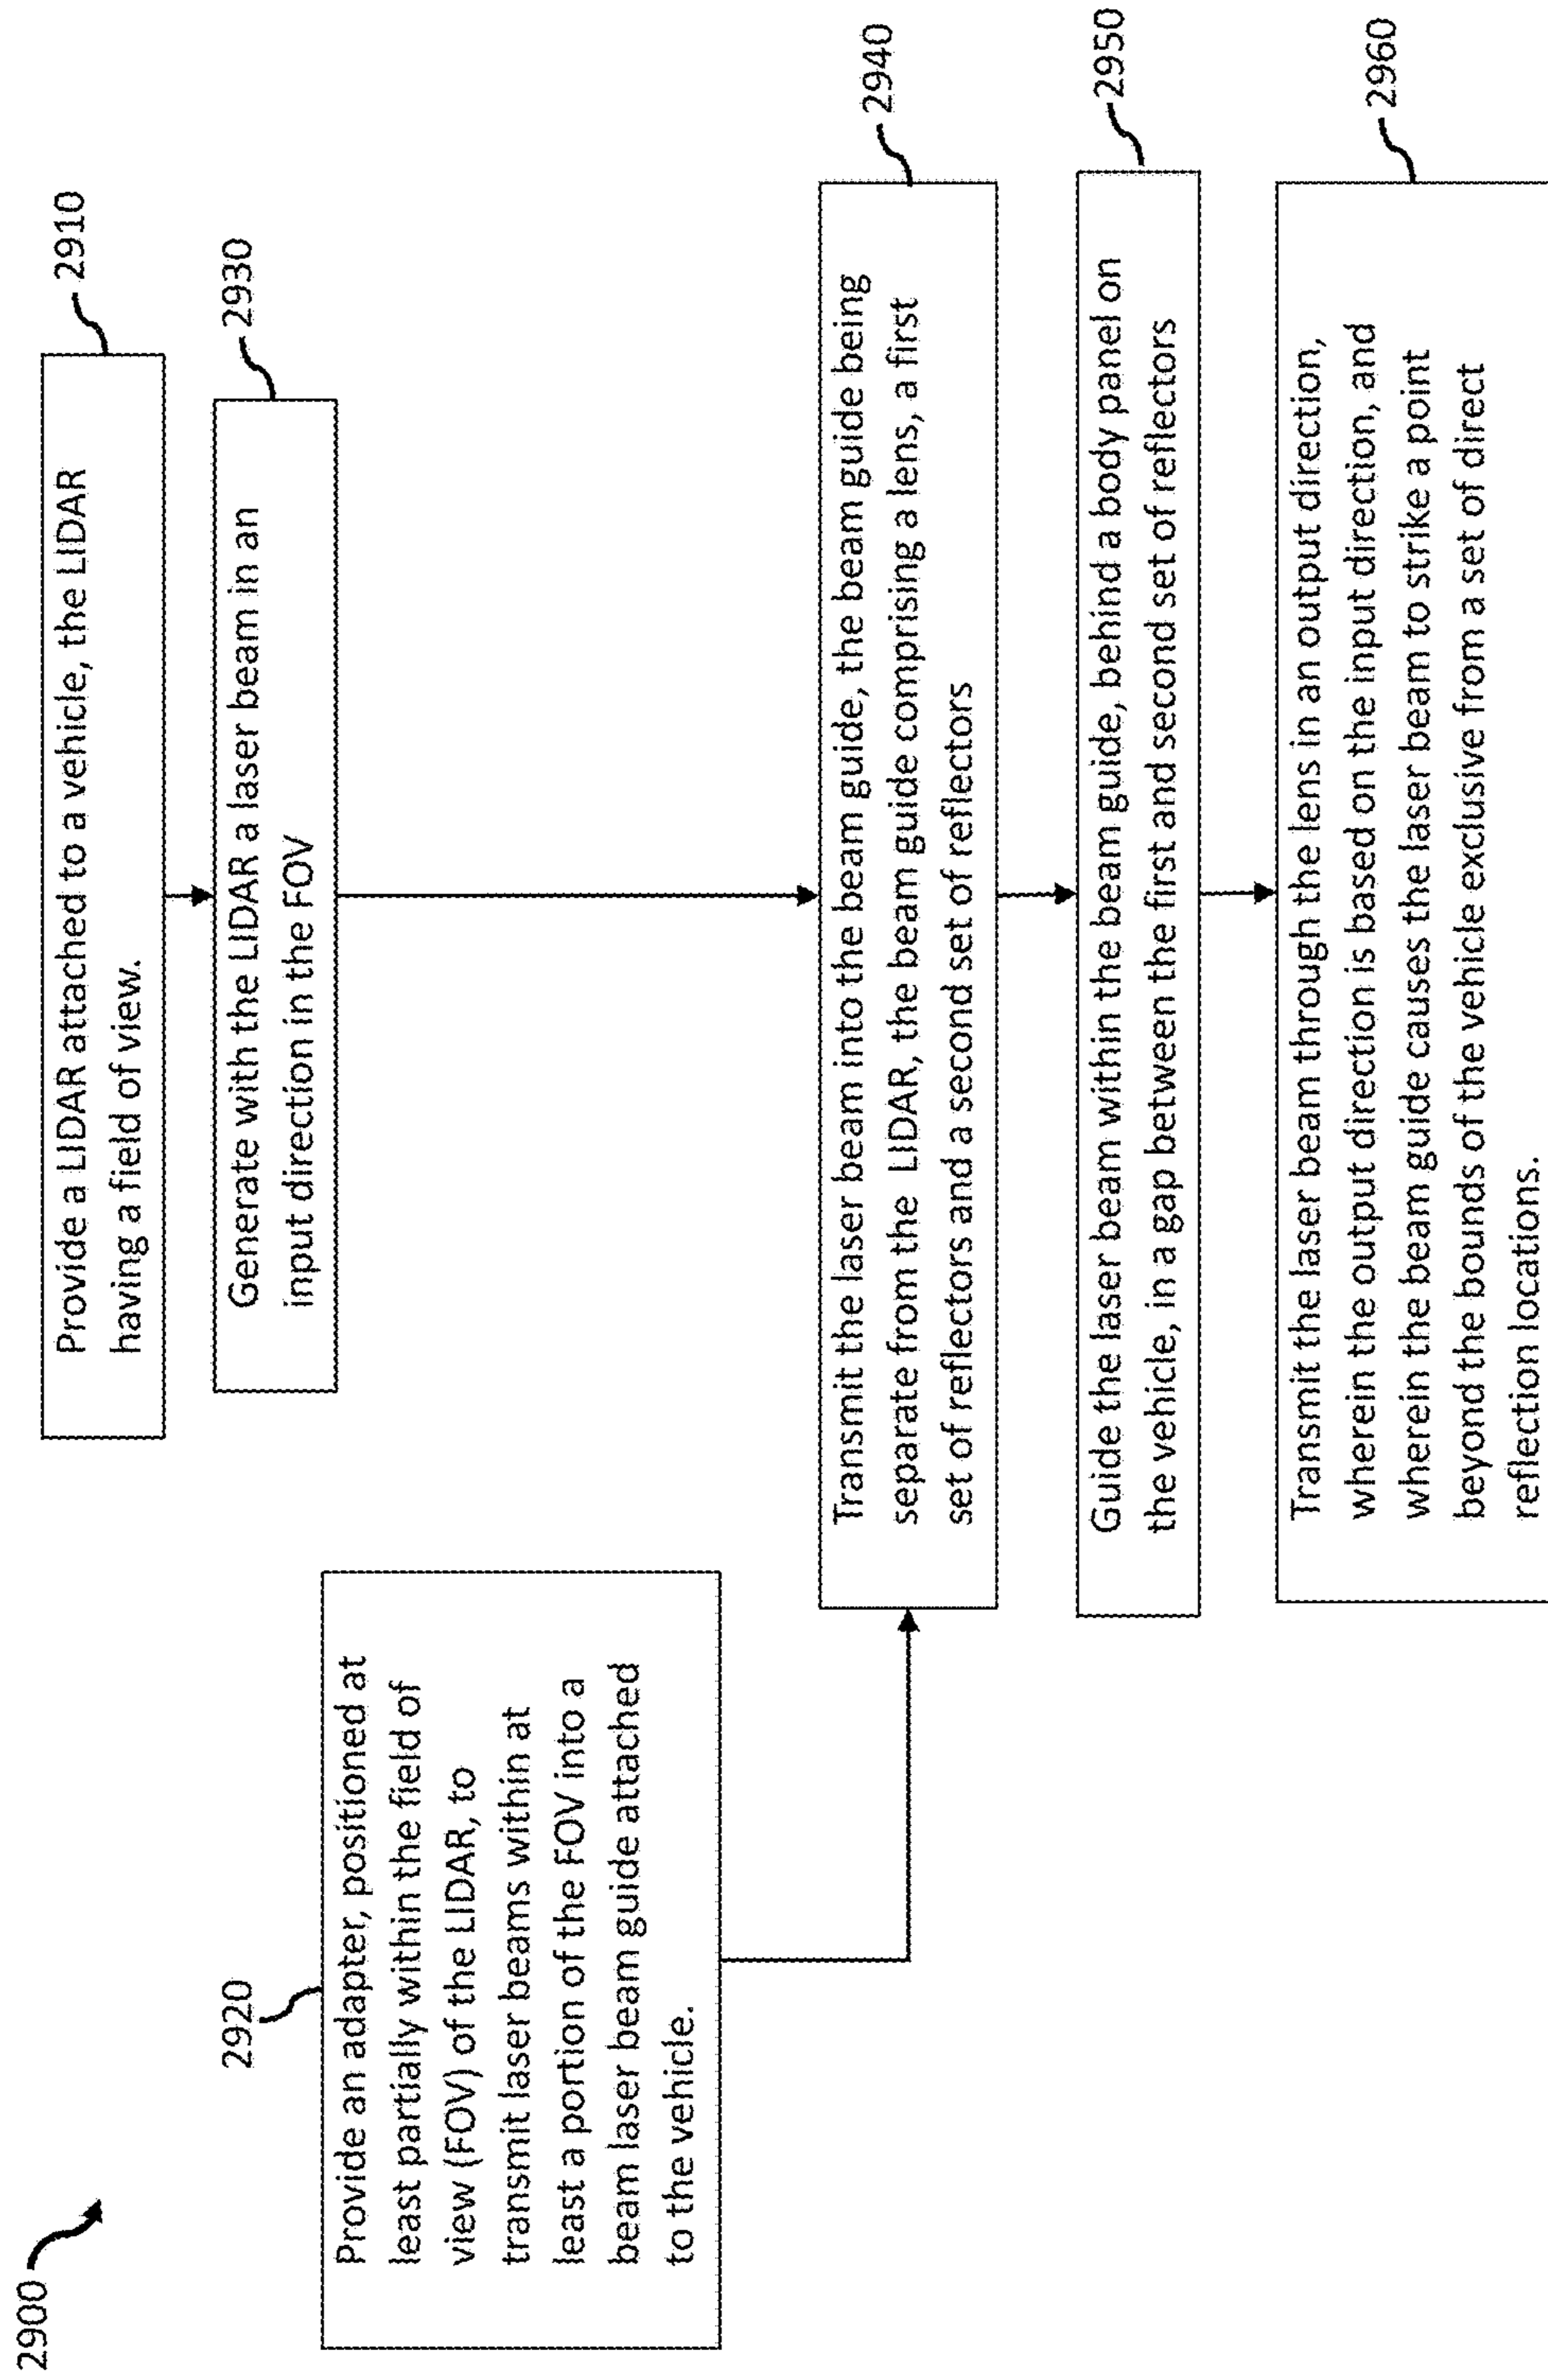 2900
2910
Provide a LIDAR attached to a vehicle, the LIDAR
having a field of view.
2930
Generate with the LIDAR a laser beam in an
input direction in the FOV
2920
Provide an adapter, positioned at
least partially within the field of
view (FOV) of the LIDAR, to
transmit laser beams within at
least a portion of the FOV into a
beam laser beam guide attached
to the vehicle.
2940
Transmit the laser beam into the beam guide, the beam guide being
separate from the LIDAR, the beam guide comprising a lens, a first
set of reflectors and a second set of reflectors
2950
Guide the laser beam within the beam guide, behind a body panel on
the vehicle, in a gap between the first and second set of reflectors
2960
Transmit the laser beam through the lens in an output direction,
wherein the output direction is based on the input direction, and
wherein the beam guide causes the laser beam to strike a point
beyond the bounds of the vehicle exclusive from a set of direct
reflection locations.